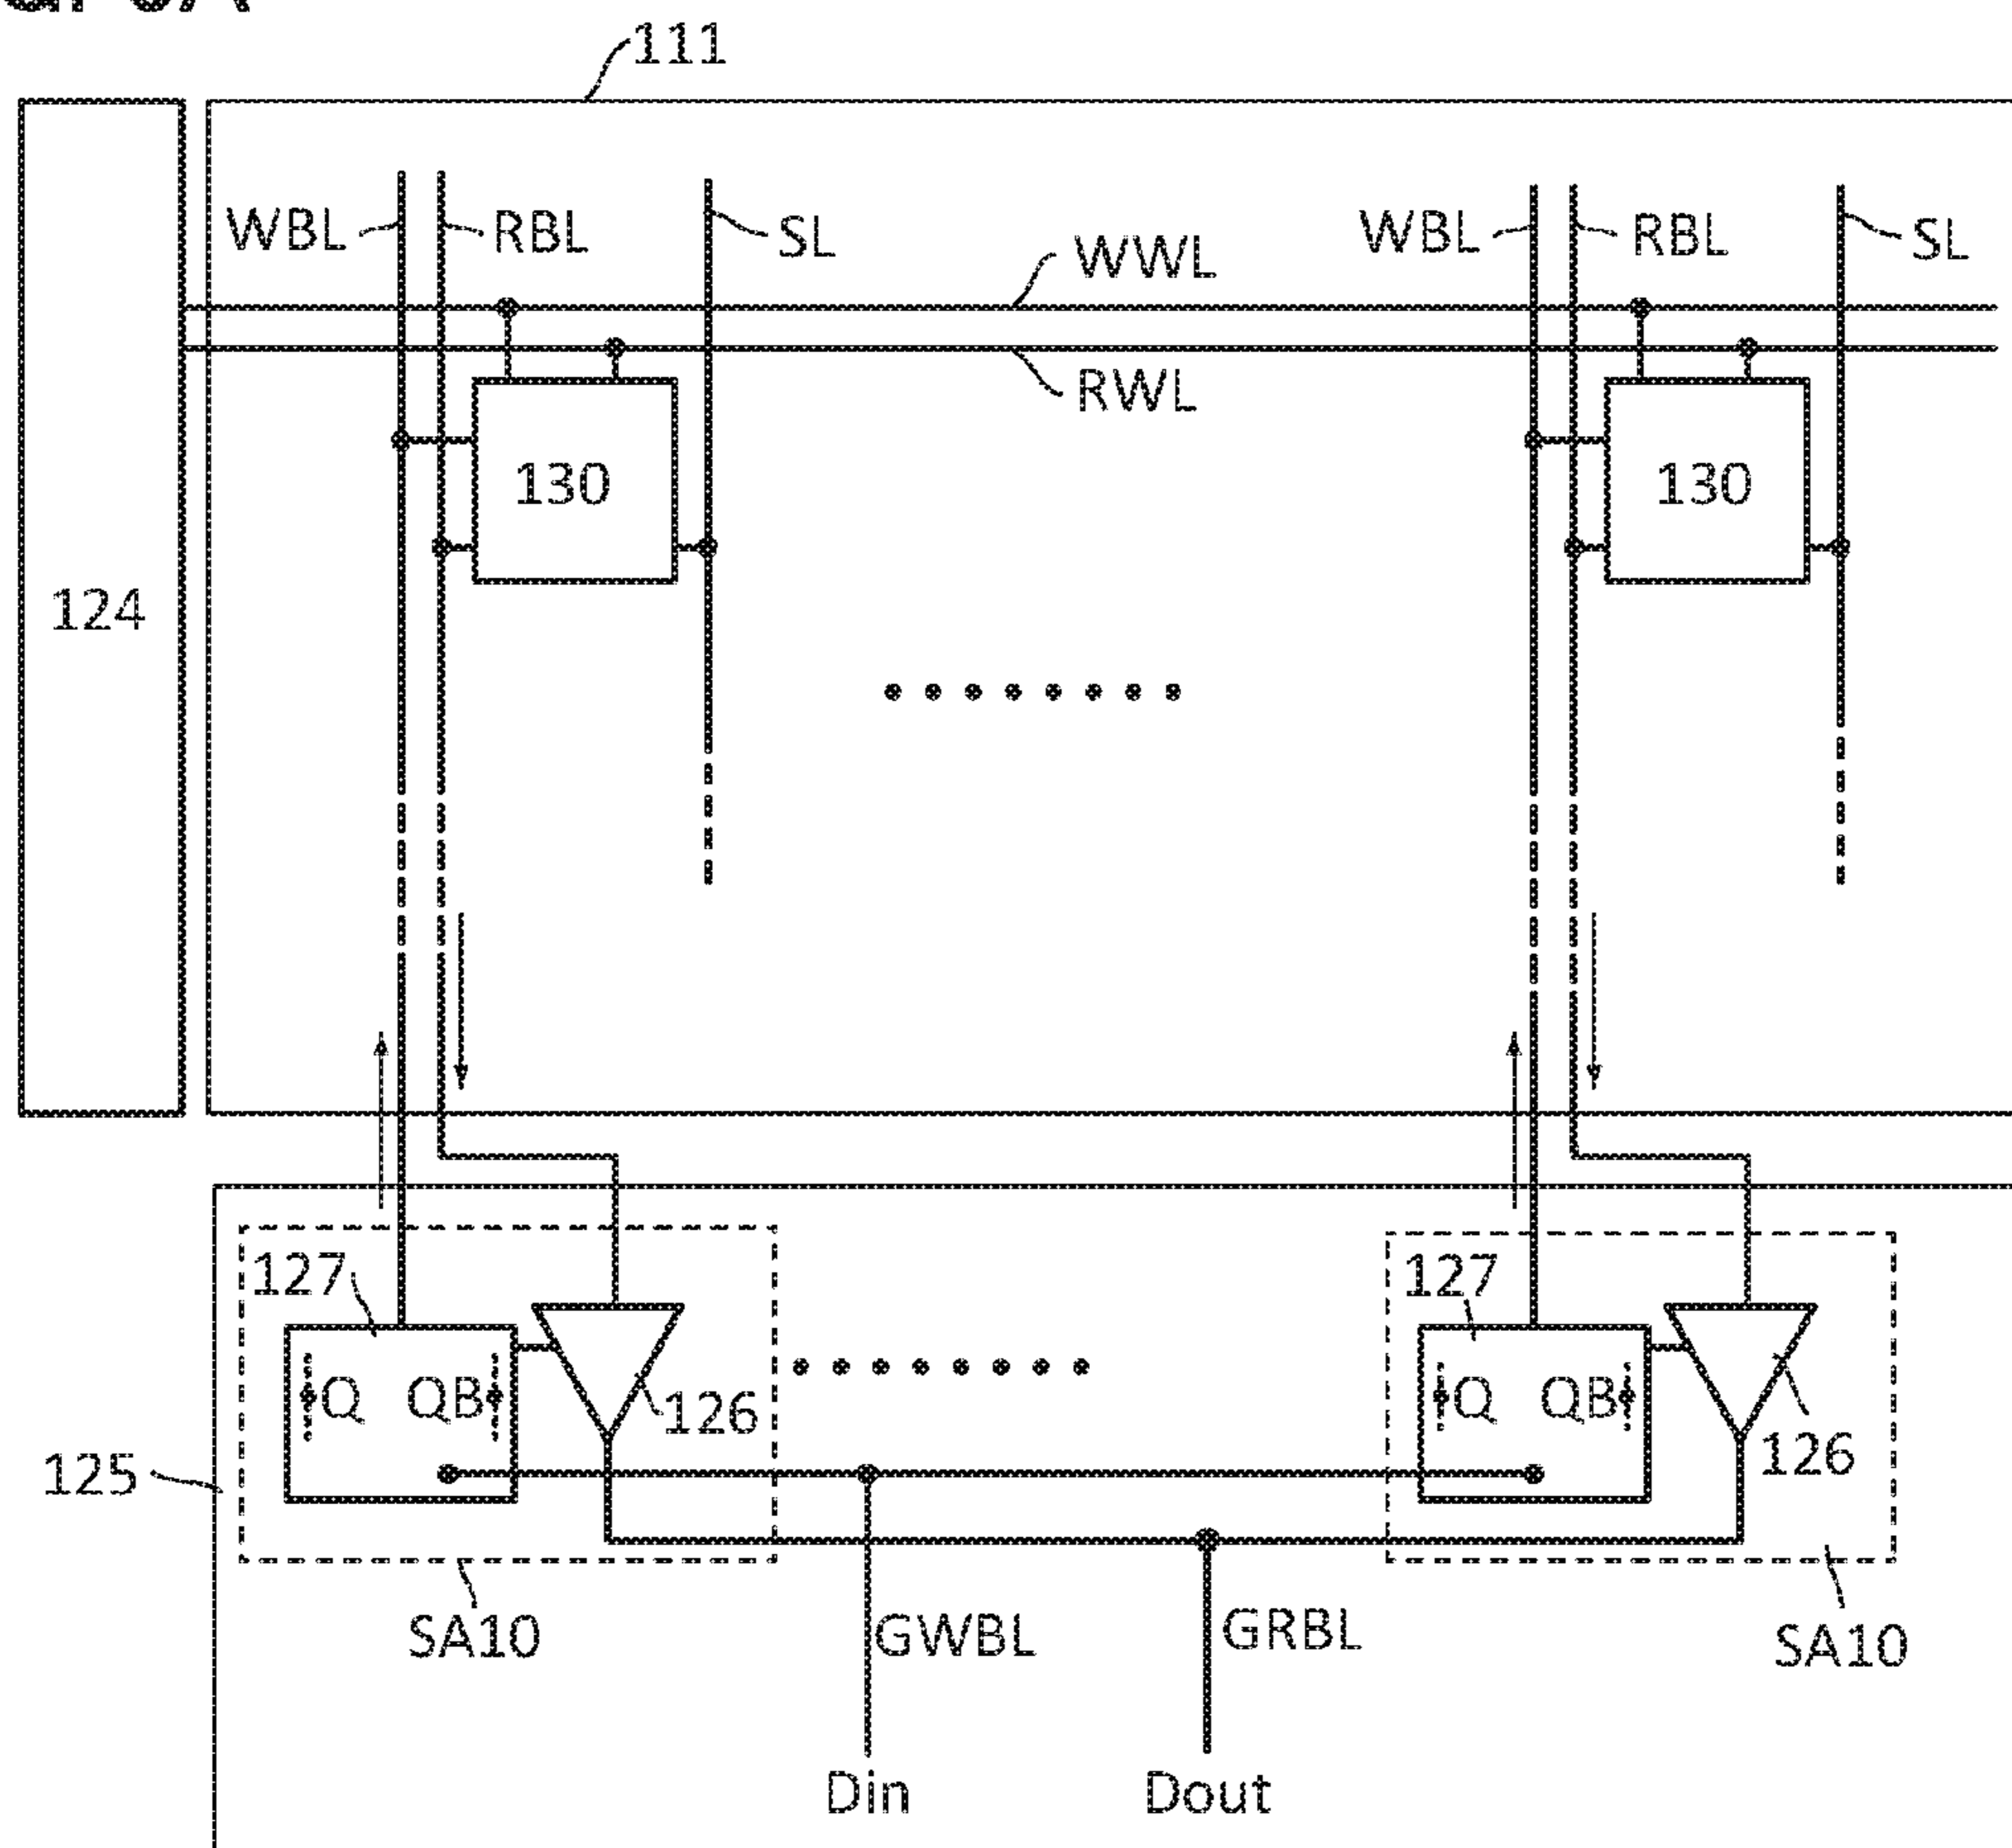 111
WBL RBL SL WWL WBL RBL SL
RWL
130 130
124
127 127
Q QB Q QB
126 126
125
SA10 GWBL GRBL SA10
Din Dout